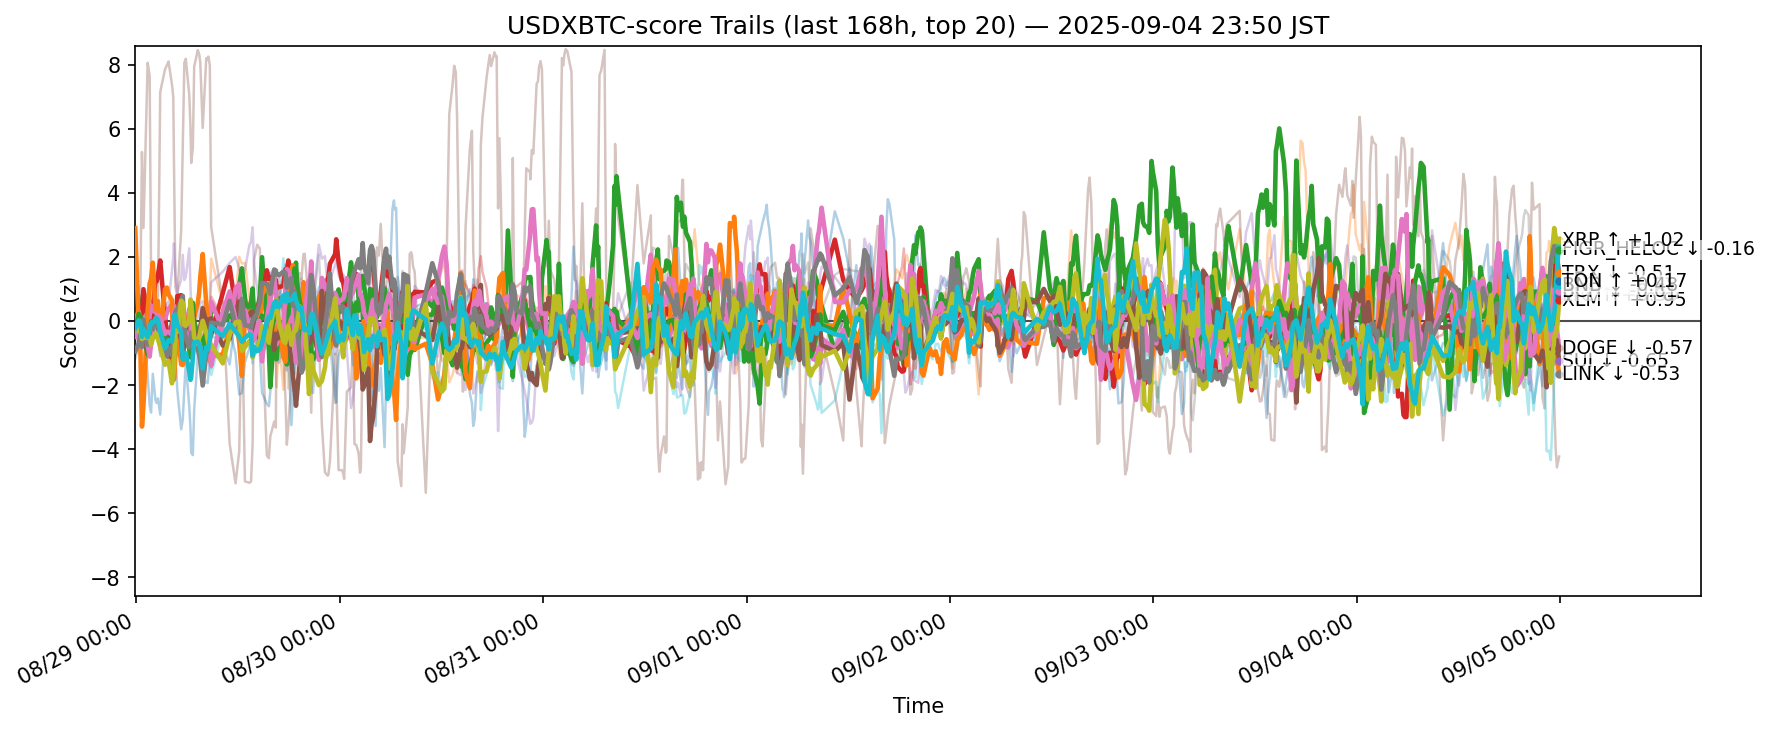 USDXBTC-score Trails (last 168h, top 20) — 2025-09-04 23:50 JST
Score (z)
8
6
4
2
0
−2
−4
−6
−8
XRP ↑ +1.02
FIGR_HELOC ↓ -0.16
TRX ↓ -0.51
TON ↑
XLM ↑ +0.95
DOGE ↓ -0.57
SUI ↓
LINK ↓ -0.53
08/29 00:00
08/30 00:00
08/31 00:00
09/01 00:00
09/02 00:00
09/03 00:00
09/04 00:00
09/05 00:00
Time